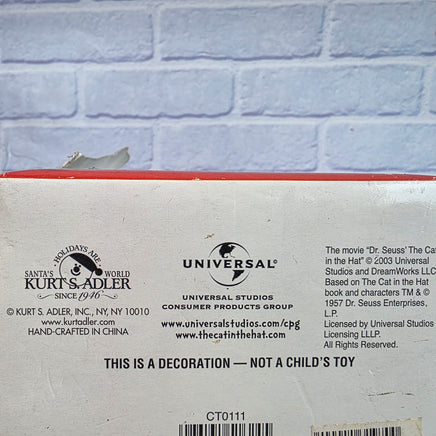 HOLIDAYS ARE
SANTA'S WORLD
KURT S. ADLER
SINCE 1946
© KURT S. ADLER, INC., NY, NY 10010
www.kurtadler.com
HAND-CRAFTED IN CHINA
UNIVERSAL®
UNIVERSAL STUDIOS
CONSUMER PRODUCTS GROUP
www.universalstudios.com/cpg
www.thecatinthehat.com
The movie "Dr. Seuss' The Cat
in the Hat" © 2003 Universal
Studios and DreamWorks LLC
Based on The Cat in the Hat
book and characters TM &©
1957 Dr. Seuss Enterprises,
L.P.
Licensed by Universal Studios
Licensing LLLP.
All Rights Reserved.
THIS IS A DECORATION — NOT A CHILD'S TOY
CT0111